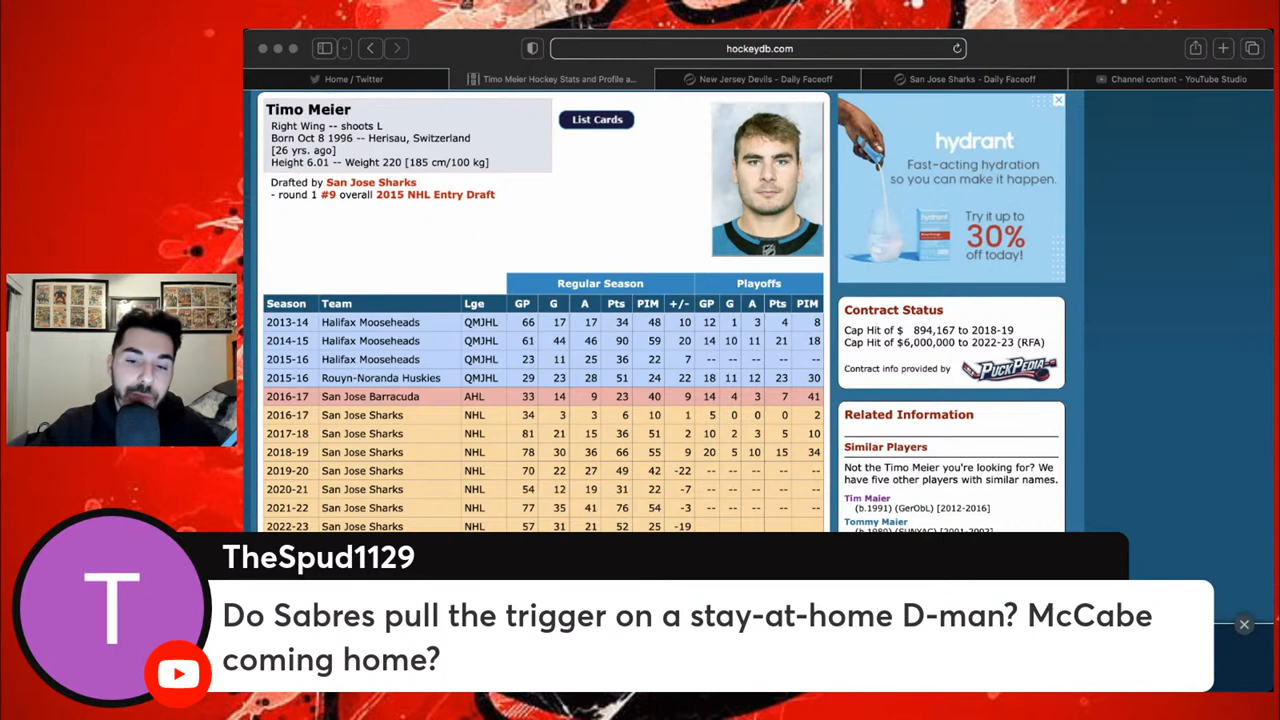 hockeydb.com
Home / Twitter
Timo Meier Hockey Stats and Profile a...
New Jersey Devils - Daily Faceoff
San Jose Sharks - Daily Faceoff
Channel content - YouTube Studio
Timo Meier
Right Wing -- shoots L
Born Oct 8 1996 -- Herisau, Switzerland
[26 yrs. ago]
Height 6.01 -- Weight 220 [185 cm/100 kg]
Drafted by San Jose Sharks
- round 1 #9 overall 2015 NHL Entry Draft
List Cards
hydrant
Fast-acting hydration
so you can make it happen.
hydrant
Try it up to
30%
off today!
Regular Season Playoffs
Season Team Lge GP G A Pts PIM +/- GP G A Pts PIM
2013-14 Halifax Mooseheads QMJHL 66 17 17 34 48 10 12 1 3 4 8
2014-15 Halifax Mooseheads QMJHL 61 44 46 90 59 20 14 10 11 21 18
2015-16 Halifax Mooseheads QMJHL 23 11 25 36 22 7 -- -- -- -- --
2015-16 Rouyn-Noranda Huskies QMJHL 29 23 28 51 24 22 18 11 12 23 30
2016-17 San Jose Barracuda AHL 33 14 9 23 40 9 14 4 3 7 41
2016-17 San Jose Sharks NHL 34 3 3 6 10 1 5 0 0 0 2
2017-18 San Jose Sharks NHL 81 21 15 36 51 2 10 2 3 5 10
2018-19 San Jose Sharks NHL 78 30 36 66 55 9 20 5 10 15 34
2019-20 San Jose Sharks NHL 70 22 27 49 42 -22 -- -- -- -- --
2020-21 San Jose Sharks NHL 54 12 19 31 22 -7 -- -- -- -- --
2021-22 San Jose Sharks NHL 77 35 41 76 54 -3 -- -- -- -- --
2022-23 San Jose Sharks NHL 57 31 21 52 25 -19
Contract Status
Cap Hit of $ 894,167 to 2018-19
Cap Hit of $6,000,000 to 2022-23 (RFA)
Contract info provided by PUCKPEDIA
Related Information
Similar Players
Not the Timo Meier you're looking for? We
have five other players with similar names.
Tim Maier
(b.1991) (GerObL) [2012-2016]
Tommy Maier
(b.1980) (SUNYAC) [2001-2002]
T
TheSpud1129
Do Sabres pull the trigger on a stay-at-home D-man? McCabe
coming home?